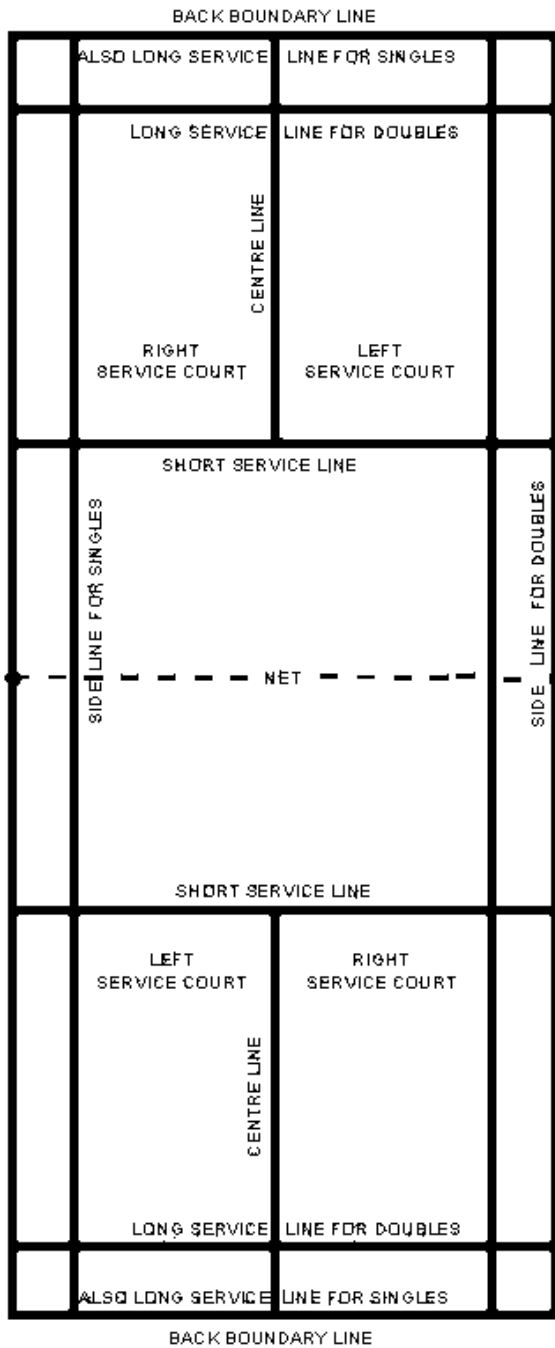 BACK BOUNDARY LINE
ALSO LONG SERVICE LINE FOR SINGLES
LONG SERVICE LINE FOR DOUBLES
CENTRE LINE
RIGHT
SERVICE COURT
LEFT
SERVICE COURT
SHORT SERVICE LINE
SIDE LINE FOR SINGLES
SIDE LINE FOR DOUBLES
NET
SHORT SERVICE LINE
LEFT
SERVICE COURT
RIGHT
SERVICE COURT
CENTRE LINE
LONG SERVICE LINE FOR DOUBLES
ALSO LONG SERVICE LINE FOR SINGLES
BACK BOUNDARY LINE